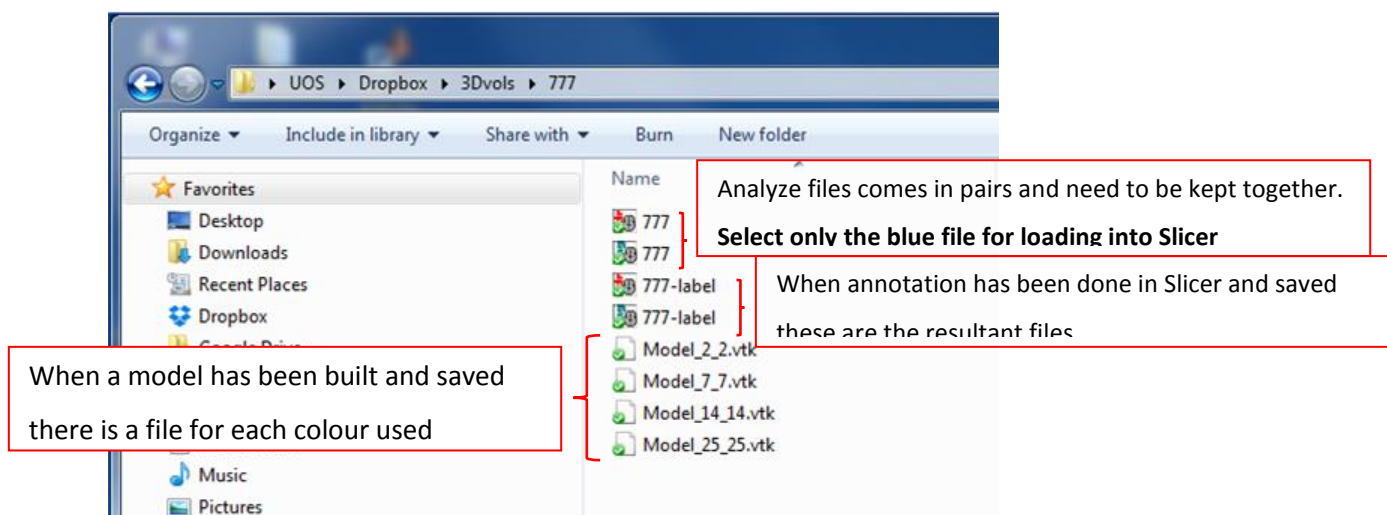 UOS ▸ Dropbox ▸ 3Dvols ▸ 777
Organize Include in library Share with Burn New folder
Favorites
Desktop
Downloads
Recent Places
Dropbox
Google Drive
Music
Pictures
Name
777
777
777-label
777-label
Model_2_2.vtk
Model_7_7.vtk
Model_14_14.vtk
Model_25_25.vtk
Analyze files comes in pairs and need to be kept together.
Select only the blue file for loading into Slicer
When annotation has been done in Slicer and saved
these are the resultant files
When a model has been built and saved
there is a file for each colour used